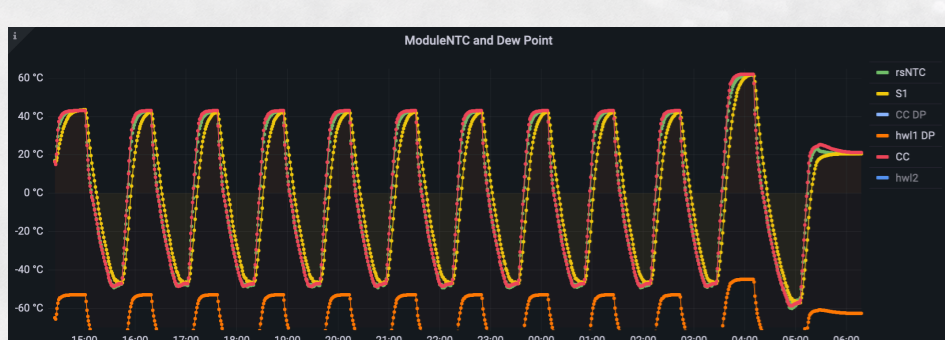 i
ModuleNTC and Dew Point
60 °C
40 °C
20 °C
0 °C
-20 °C
-40 °C
-60 °C
15:00 16:00 17:00 18:00 19:00 20:00 21:00 22:00 23:00 00:00 01:00 02:00 03:00 04:00 05:00 06:00
rsNTC
S1
CC DP
hwl1 DP
CC
hwl2